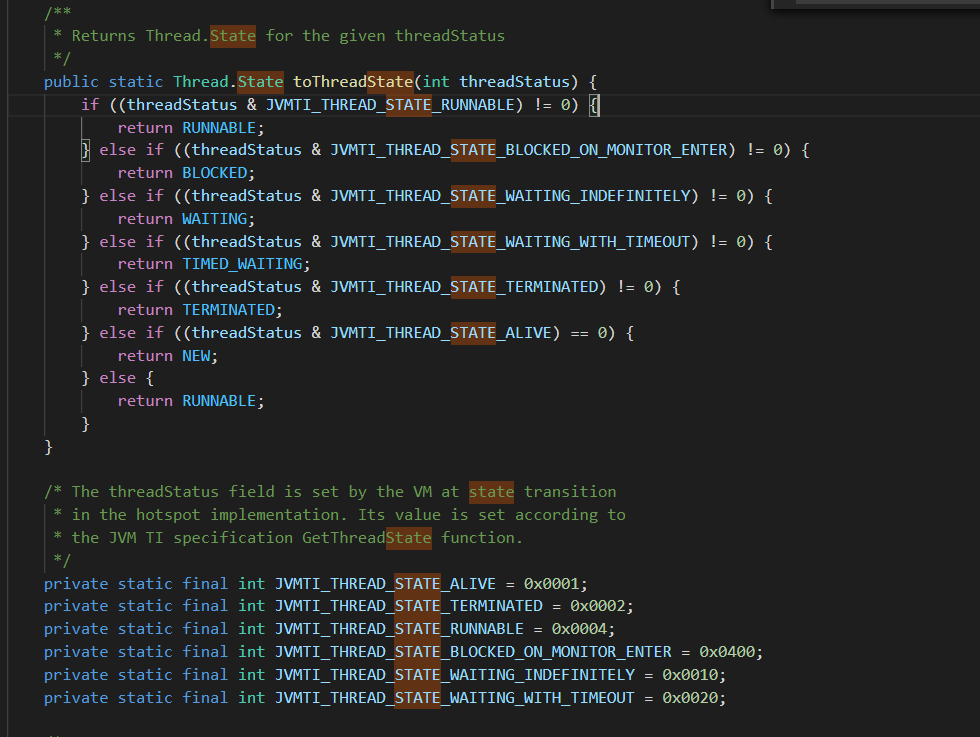 /**
 * Returns Thread.State for the given threadStatus
 */
public static Thread.State toThreadState(int threadStatus) {
    if ((threadStatus & JVMTI_THREAD_STATE_RUNNABLE) != 0) {
        return RUNNABLE;
    } else if ((threadStatus & JVMTI_THREAD_STATE_BLOCKED_ON_MONITOR_ENTER) != 0) {
        return BLOCKED;
    } else if ((threadStatus & JVMTI_THREAD_STATE_WAITING_INDEFINITELY) != 0) {
        return WAITING;
    } else if ((threadStatus & JVMTI_THREAD_STATE_WAITING_WITH_TIMEOUT) != 0) {
        return TIMED_WAITING;
    } else if ((threadStatus & JVMTI_THREAD_STATE_TERMINATED) != 0) {
        return TERMINATED;
    } else if ((threadStatus & JVMTI_THREAD_STATE_ALIVE) == 0) {
        return NEW;
    } else {
        return RUNNABLE;
    }
}
/* The threadStatus field is set by the VM at state transition
 * in the hotspot implementation. Its value is set according to
 * the JVM TI specification GetThreadState function.
 */
private static final int JVMTI_THREAD_STATE_ALIVE = 0x0001;
private static final int JVMTI_THREAD_STATE_TERMINATED = 0x0002;
private static final int JVMTI_THREAD_STATE_RUNNABLE = 0x0004;
private static final int JVMTI_THREAD_STATE_BLOCKED_ON_MONITOR_ENTER = 0x0400;
private static final int JVMTI_THREAD_STATE_WAITING_INDEFINITELY = 0x0010;
private static final int JVMTI_THREAD_STATE_WAITING_WITH_TIMEOUT = 0x0020;